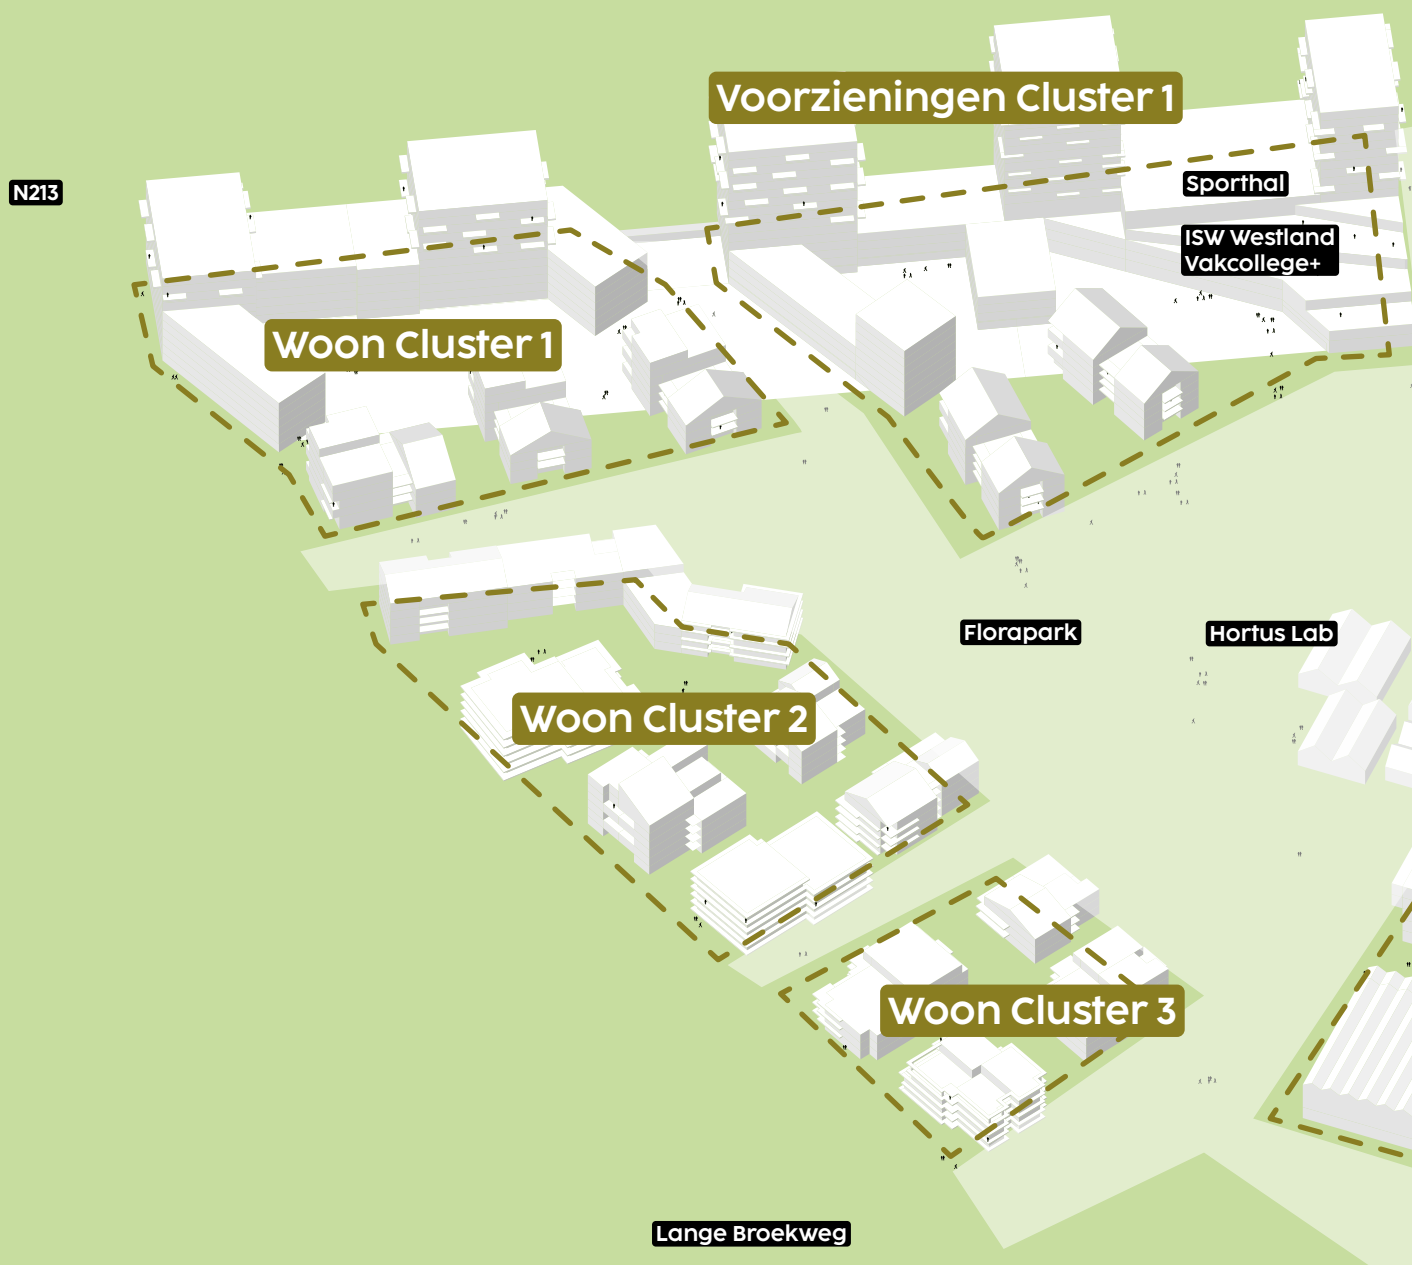 Voorzieningen Cluster 1
Sporthal
N213
ISW Westland
Vakcollege+
Woon Cluster 1
Florapark
Hortus Lab
Woon Cluster 2
Woon Cluster 3
Lange Broekweg